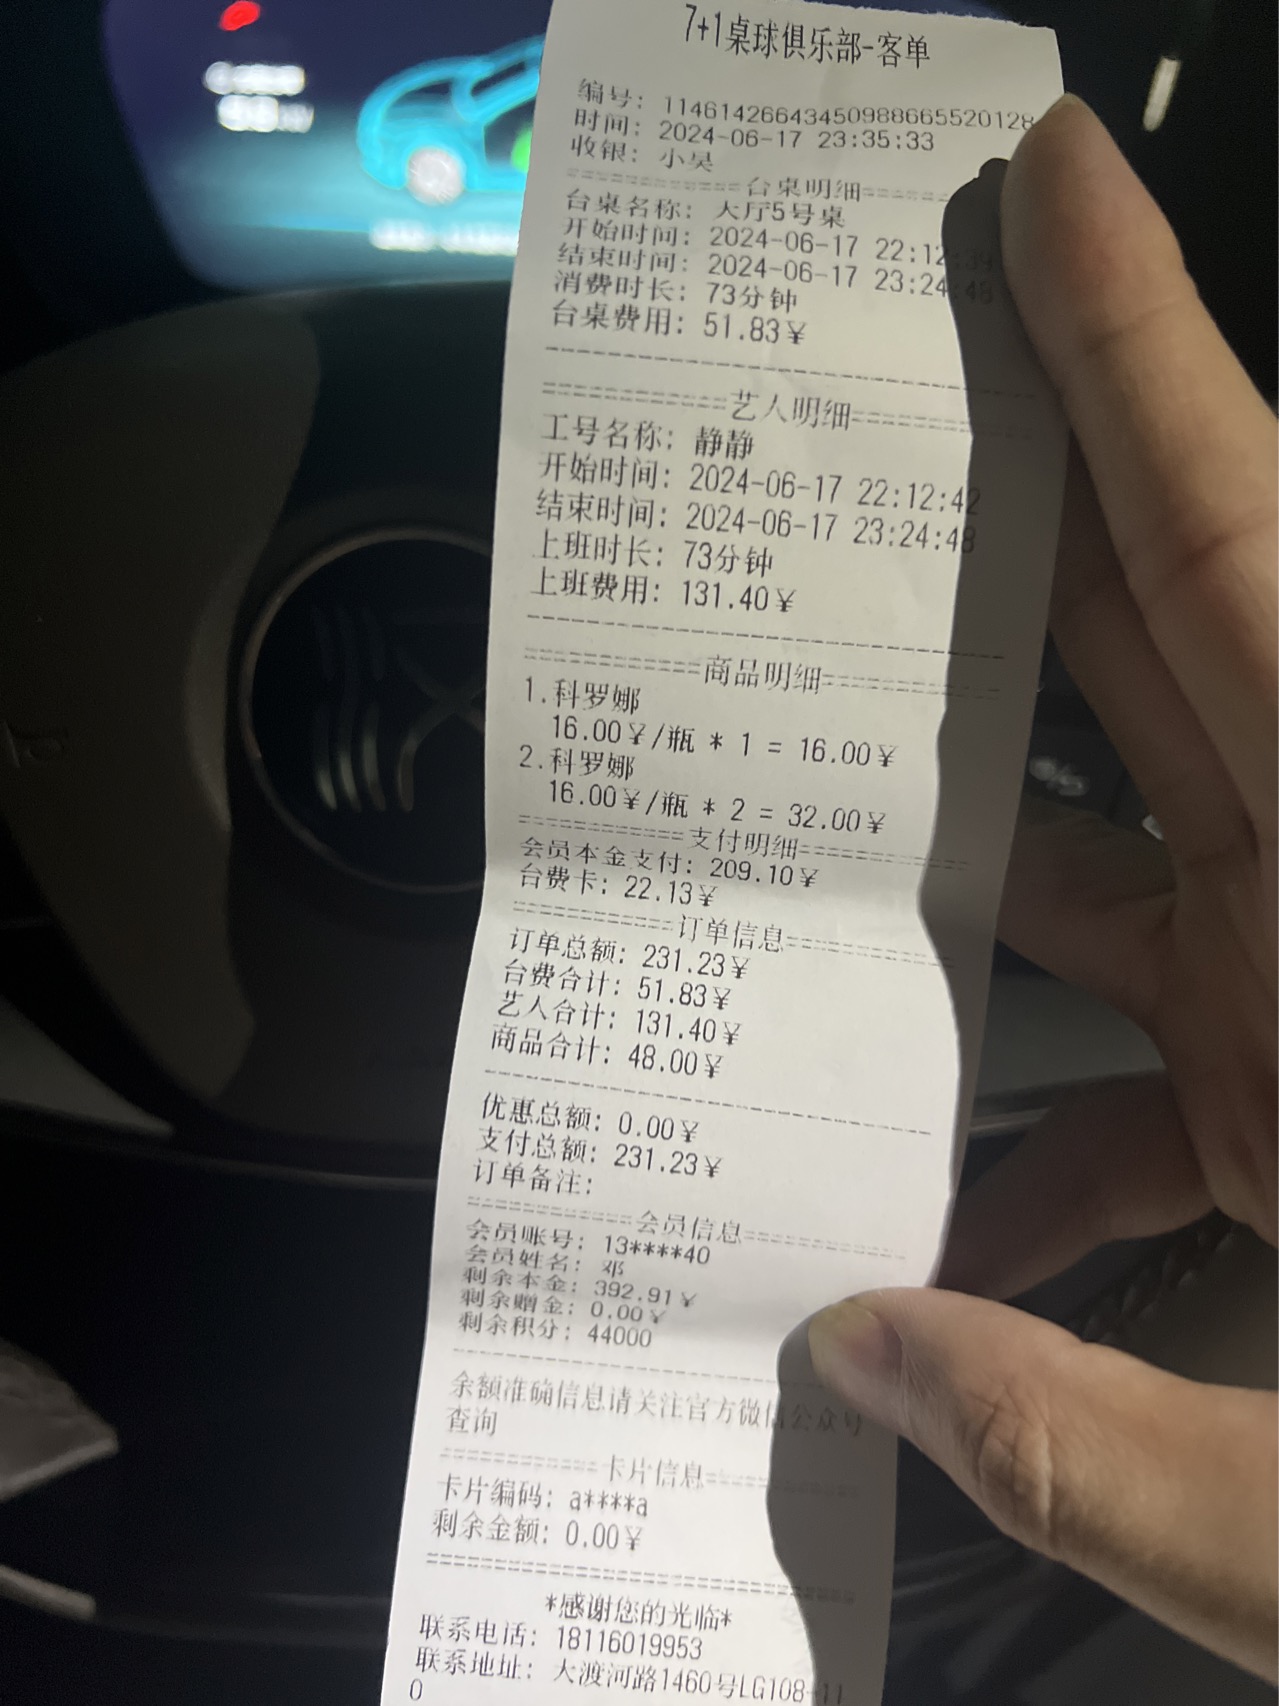 7+1桌球俱乐部-客单
编号: 11461426643450988665520128
时间: 2024-06-17 23:35:33
收银: 小吴
===========台桌明细===========
台桌名称: 大厅5号桌
开始时间: 2024-06-17 22:12:39
结束时间: 2024-06-17 23:24:48
消费时长: 73分钟
台桌费用: 51.83¥
===========艺人明细===========
工号名称: 静静
开始时间: 2024-06-17 22:12:42
结束时间: 2024-06-17 23:24:48
上班时长: 73分钟
上班费用: 131.40¥
===========商品明细===========
1.科罗娜
16.00¥/瓶 * 1 = 16.00¥
2.科罗娜
16.00¥/瓶 * 2 = 32.00¥
===========支付明细===========
会员本金支付: 209.10¥
台费卡: 22.13¥
===========订单信息===========
订单总额: 231.23¥
台费合计: 51.83¥
艺人合计: 131.40¥
商品合计: 48.00¥
优惠总额: 0.00¥
支付总额: 231.23¥
订单备注:
===========会员信息===========
会员账号: 13****40
会员姓名: 邓
剩余本金: 392.91¥
剩余赠金: 0.00¥
剩余积分: 44000
余额准确信息请关注官方微信公众号
查询
===========卡片信息===========
卡片编码: a****a
剩余金额: 0.00¥
*感谢您的光临*
联系电话: 18116019953
联系地址: 大渡河路1460号LG108-11
0